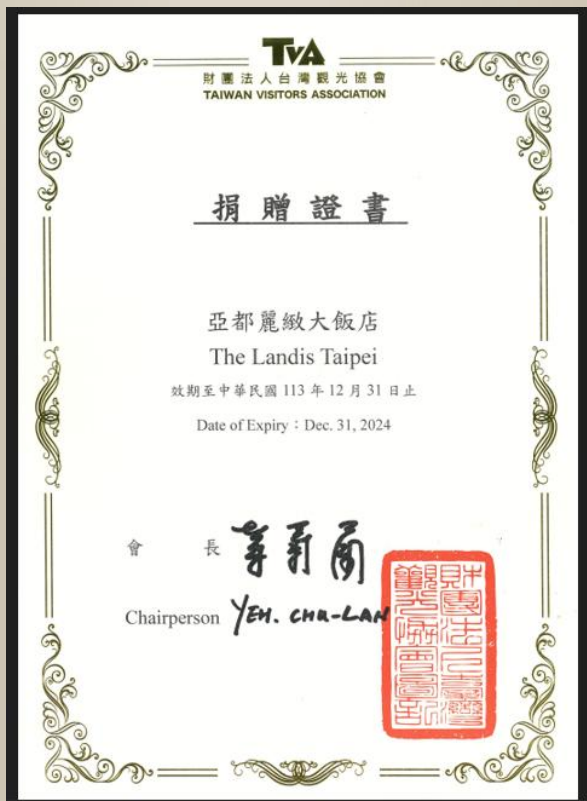 TVA
財團法人台灣觀光協會
TAIWAN VISITORS ASSOCIATION
捐贈證書
亞都麗緻大飯店
The Landis Taipei
效期至中華民國 113 年 12 月 31 日止
Date of Expiry：Dec. 31, 2024
會 長
Chairperson YEH. CHU-LAN